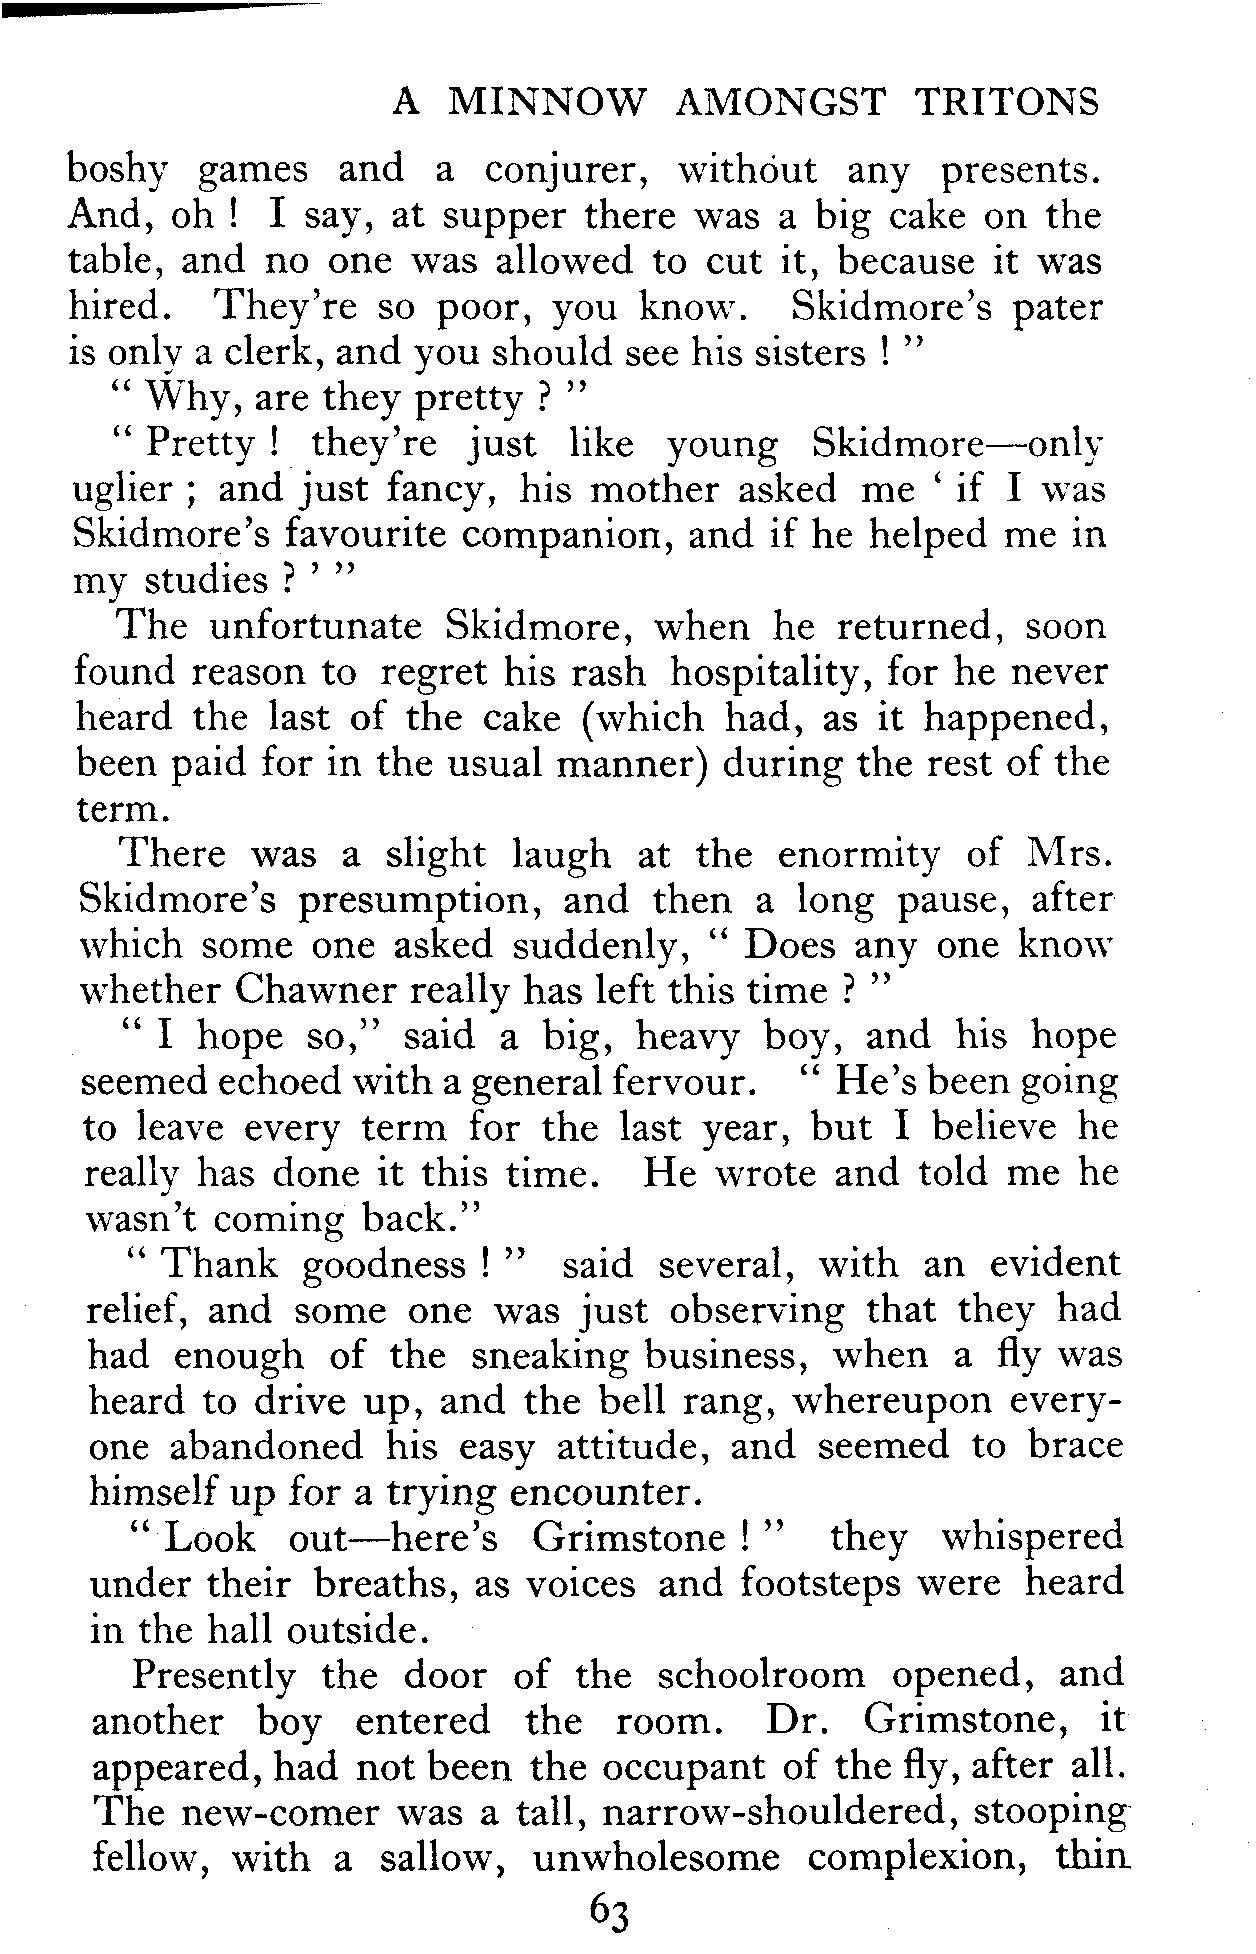 A MINNOW AMONGST TRITONS
boshy games and a conjurer, without any presents.
And, oh ! I say, at supper there was a big cake on the
table, and no one was allowed to cut it, because it was
hired. They're so poor, you know. Skidmore's pater
is only a clerk, and you should see his sisters ! "
" Why, are they pretty ? "
" Pretty ! they're just like young Skidmore—only
uglier ; and just fancy, his mother asked me ' if I was
Skidmore's favourite companion, and if he helped me in
my studies ? ' "
The unfortunate Skidmore, when he returned, soon
found reason to regret his rash hospitality, for he never
heard the last of the cake (which had, as it happened,
been paid for in the usual manner) during the rest of the
term.
There was a slight laugh at the enormity of Mrs.
Skidmore's presumption, and then a long pause, after
which some one asked suddenly, " Does any one know
whether Chawner really has left this time ? "
" I hope so," said a big, heavy boy, and his hope
seemed echoed with a general fervour. " He's been going
to leave every term for the last year, but I believe he
really has done it this time. He wrote and told me he
wasn't coming back."
" Thank goodness ! " said several, with an evident
relief, and some one was just observing that they had
had enough of the sneaking business, when a fly was
heard to drive up, and the bell rang, whereupon every-
one abandoned his easy attitude, and seemed to brace
himself up for a trying encounter.
" Look out—here's Grimstone ! " they whispered
under their breaths, as voices and footsteps were heard
in the hall outside.
Presently the door of the schoolroom opened, and
another boy entered the room. Dr. Grimstone, it
appeared, had not been the occupant of the fly, after all.
The new-comer was a tall, narrow-shouldered, stooping
fellow, with a sallow, unwholesome complexion, thin
63